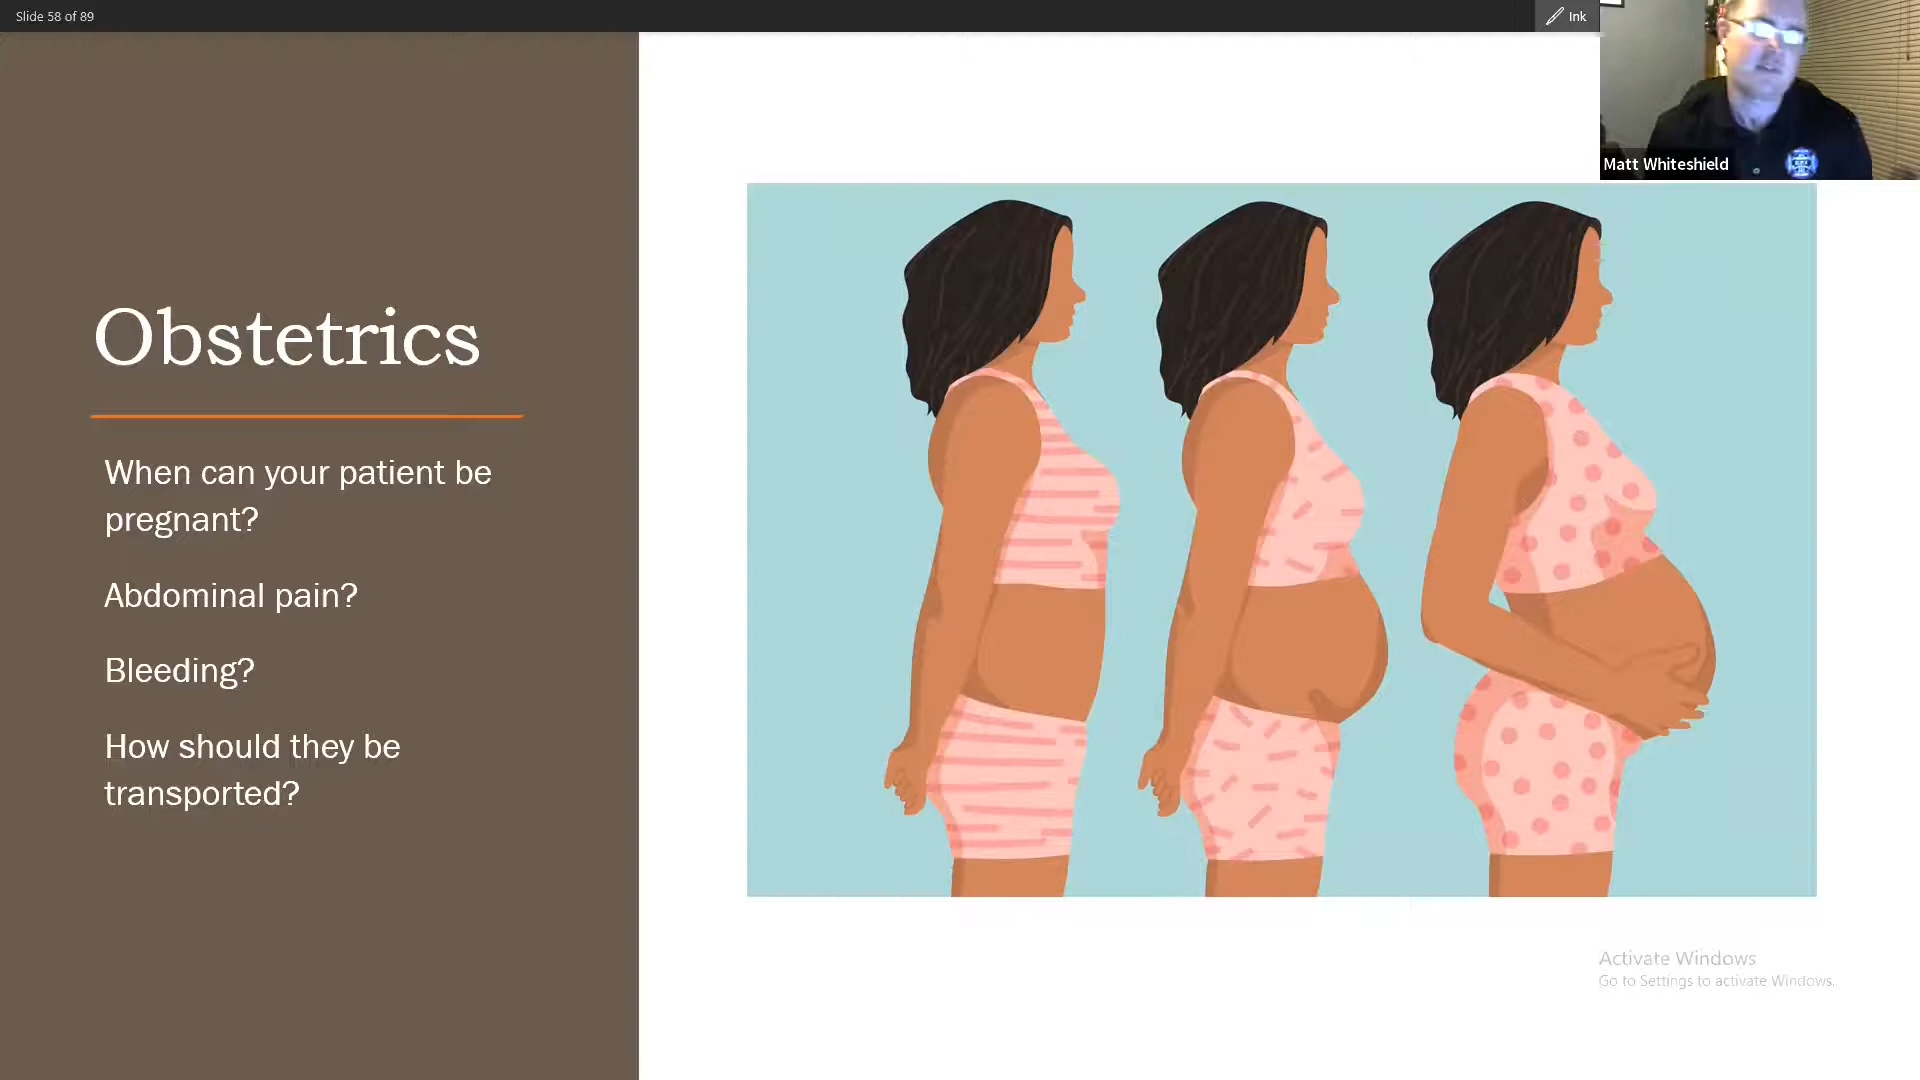 Slide 58 of 89
Ink
Matt Whiteshield
Obstetrics
When can your patient be
pregnant?
Abdominal pain?
Bleeding?
How should they be
transported?
Activate Windows
Go to Settings to activate Windows.